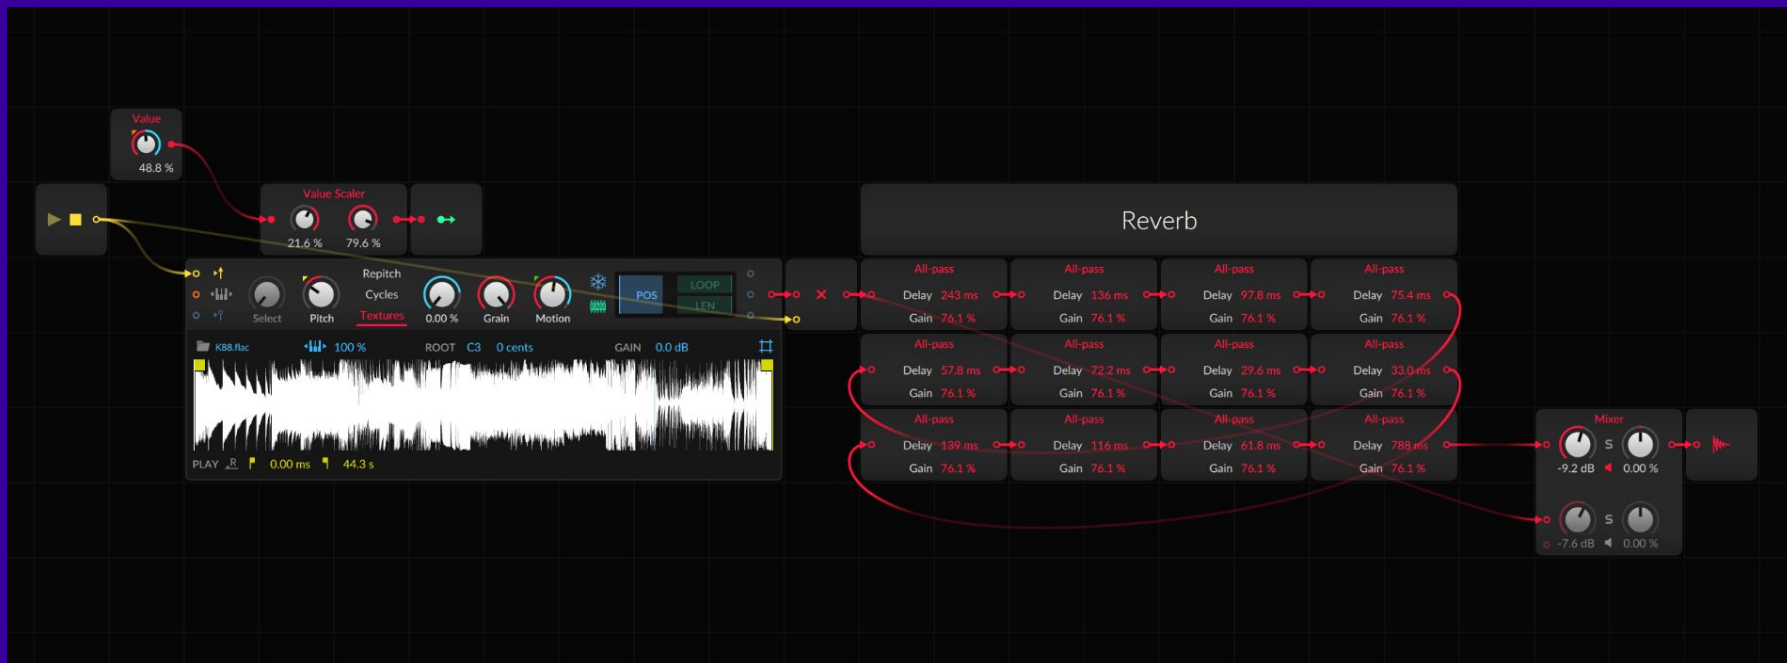 Value
48.8 %
Value Scaler
21.6 % 79.6 %
Reverb
Select
Pitch
Repitch
Cycles
Textures
0.00 %
Grain
Motion
POS
LOOP
LEN
K88.flac 100 % ROOT C3 0 cents GAIN 0.0 dB
PLAY R 0.00 ms 44.3 s
All-pass All-pass All-pass All-pass
Delay 243 ms Delay 136 ms Delay 97.8 ms Delay 75.4 ms
Gain 76.1 % Gain 76.1 % Gain 76.1 % Gain 76.1 %
All-pass All-pass All-pass All-pass
Delay 57.8 ms Delay 72.2 ms Delay 29.6 ms Delay 33.0 ms
Gain 76.1 % Gain 76.1 % Gain 76.1 % Gain 76.1 %
All-pass All-pass All-pass All-pass
Delay 139 ms Delay 116 ms Delay 61.8 ms Delay 788 ms
Gain 76.1 % Gain 76.1 % Gain 76.1 % Gain 76.1 %
Mixer
S
-9.2 dB 0.00 %
S
-7.6 dB 0.00 %